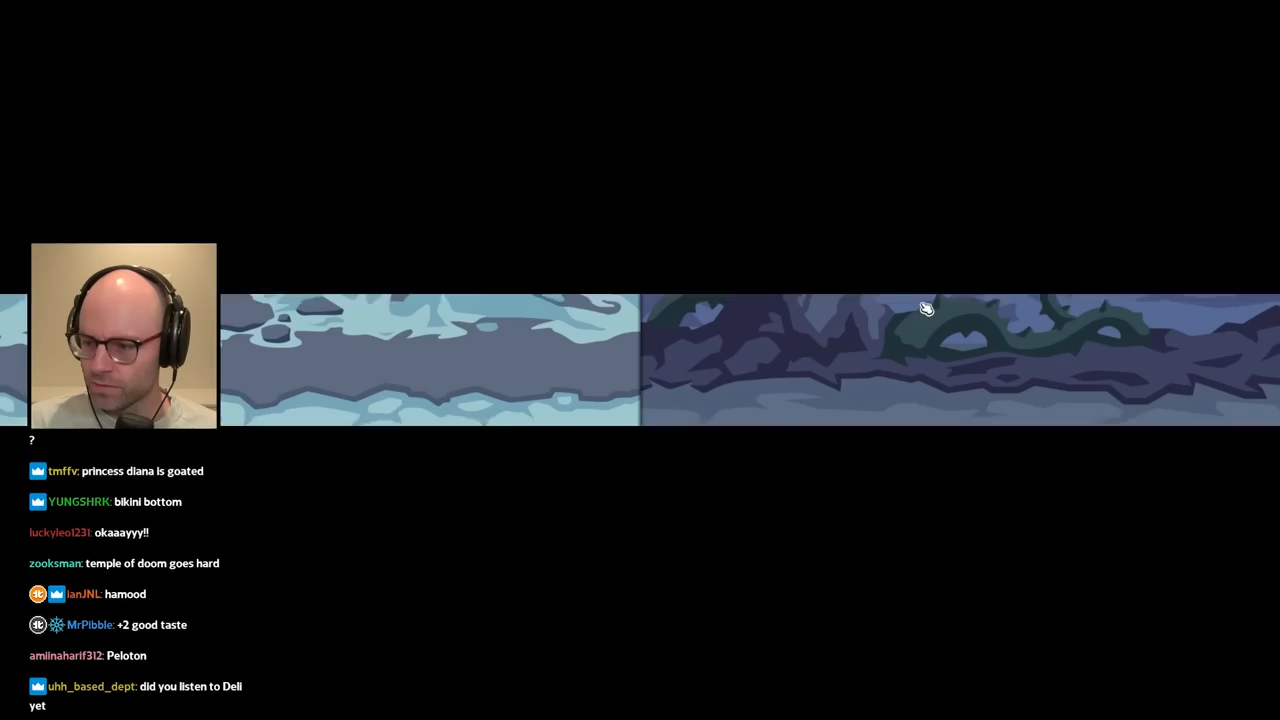 ?
tmffv: princess diana is goated
YUNGSHRK: bikini bottom
luckyleo1231: okaaayyy!!
zooksman: temple of doom goes hard
IanJNL: hamood
MrPibble: +2 good taste
amiinaharif312: Peloton
uhh_based_dept: did you listen to Deli
yet